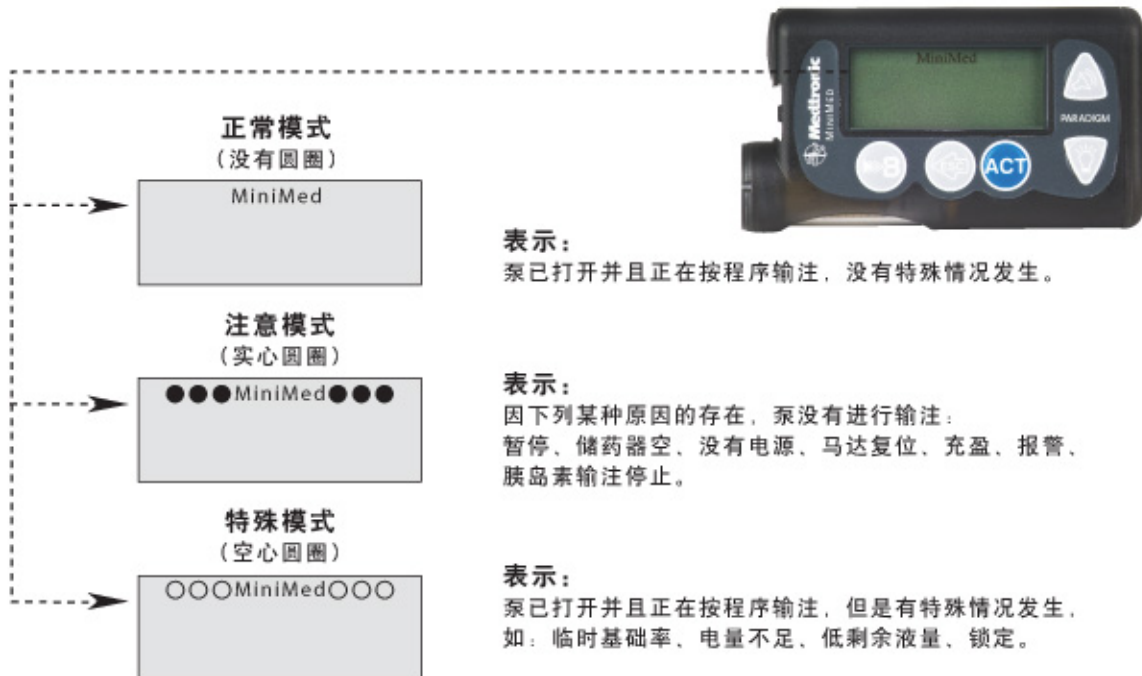 MiniMed
Medtronic
MINIMED
PARADIGM
B
ACT
正常模式
（没有圆圈）
MiniMed
表示：
泵已打开并且正在按程序输注，没有特殊情况发生。
注意模式
（实心圆圈）
●●●MiniMed●●●
表示：
因下列某种原因的存在，泵没有进行输注：
暂停、储药器空、没有电源、马达复位、充盈、报警、
胰岛素输注停止。
特殊模式
（空心圆圈）
○○○MiniMed○○○
表示：
泵已打开并且正在按程序输注，但是有特殊情况发生，
如：临时基础率、电量不足、低剩余液量、锁定。